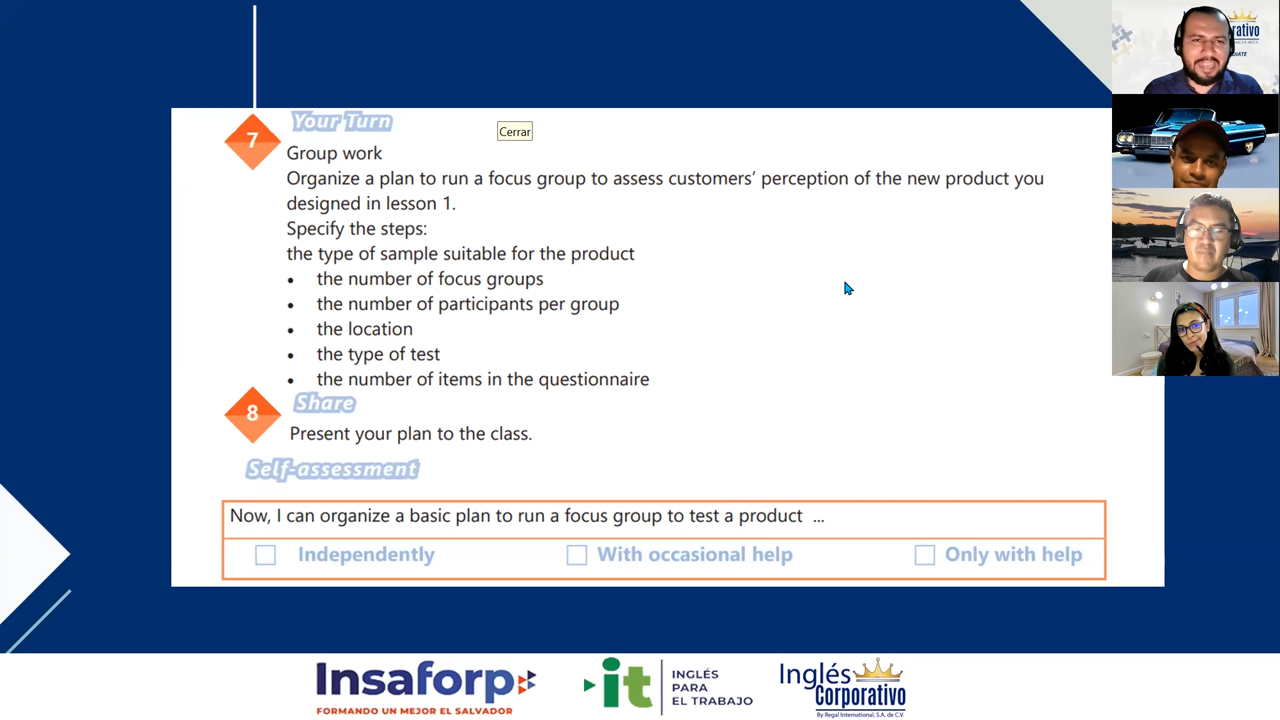 7
Your Turn
Cerrar
Group work
Organize a plan to run a focus group to assess customers’ perception of the new product you
designed in lesson 1.
Specify the steps:
the type of sample suitable for the product
• the number of focus groups
• the number of participants per group
• the location
• the type of test
• the number of items in the questionnaire
8
Share
Present your plan to the class.
Self-assessment
Now, I can organize a basic plan to run a focus group to test a product ...
Independently
With occasional help
Only with help
Insaforp
FORMANDO UN MEJOR EL SALVADOR
it
INGLÉS
PARA
EL TRABAJO
Inglés
Corporativo
By Regal International, S.A. de C.V.